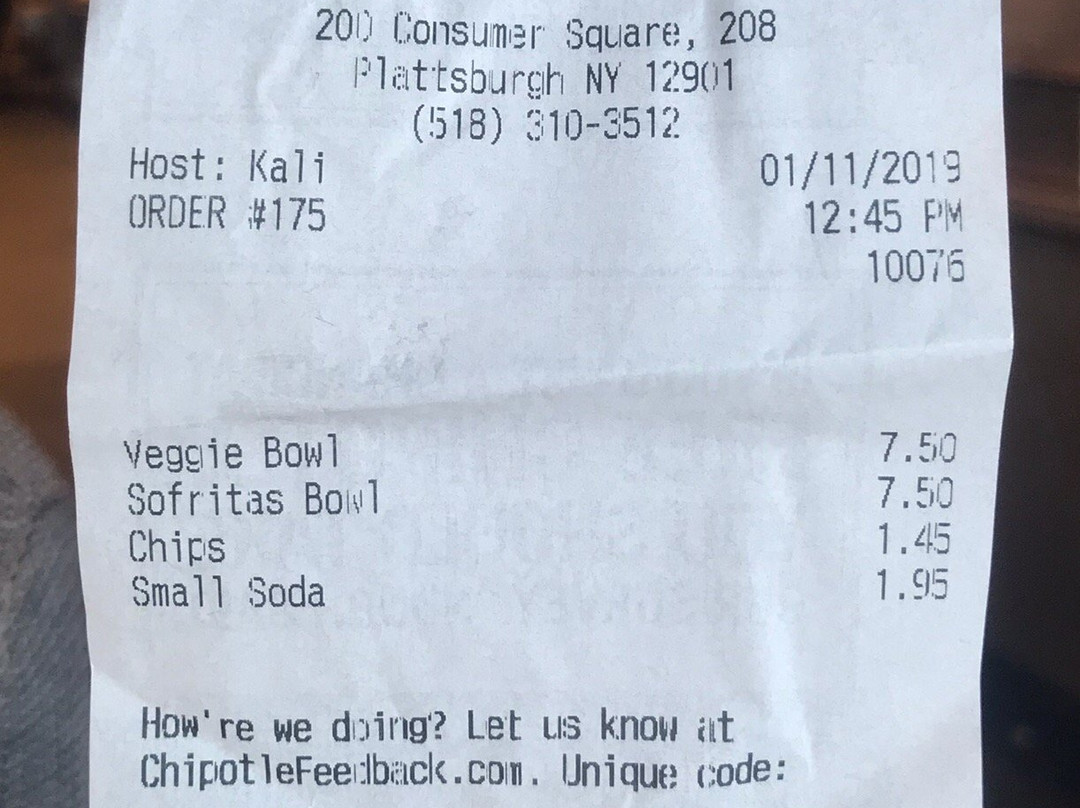 200 Consumer Square, 208
Plattsburgh NY 12901
(518) 310-3512
Host: Kali 01/11/2019
ORDER #175 12:45 PM
10076
Veggie Bowl 7.50
Sofritas Bowl 7.50
Chips 1.45
Small Soda 1.95
How're we doing? Let us know at
ChipotleFeedback.com. Unique code: